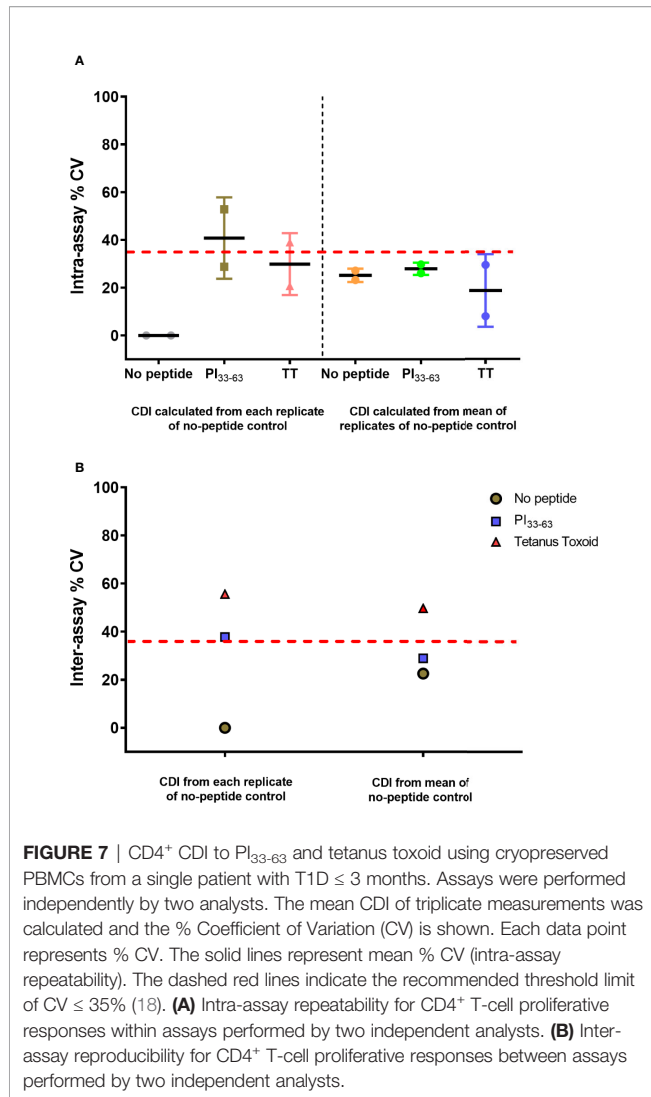 A
100
80
60
40
20
0
Intra-assay % CV
No peptide PI33-63 TT No peptide PI33-63 TT
CDI calculated from each replicate
of no-peptide control
CDI calculated from mean of
replicates of no-peptide control
B
100
80
60
40
20
0
Inter-assay % CV
No peptide
PI33-63
Tetanus Toxoid
CDI from each replicate
of no-peptide control
CDI from mean of
no-peptide control
FIGURE 7 | CD4+ CDI to PI33-63 and tetanus toxoid using cryopreserved
PBMCs from a single patient with T1D ≤ 3 months. Assays were performed
independently by two analysts. The mean CDI of triplicate measurements was
calculated and the % Coefficient of Variation (CV) is shown. Each data point
represents % CV. The solid lines represent mean % CV (intra-assay
repeatability). The dashed red lines indicate the recommended threshold limit
of CV ≤ 35% (18). (A) Intra-assay repeatability for CD4+ T-cell proliferative
responses within assays performed by two independent analysts. (B) Inter-
assay reproducibility for CD4+ T-cell proliferative responses between assays
performed by two independent analysts.